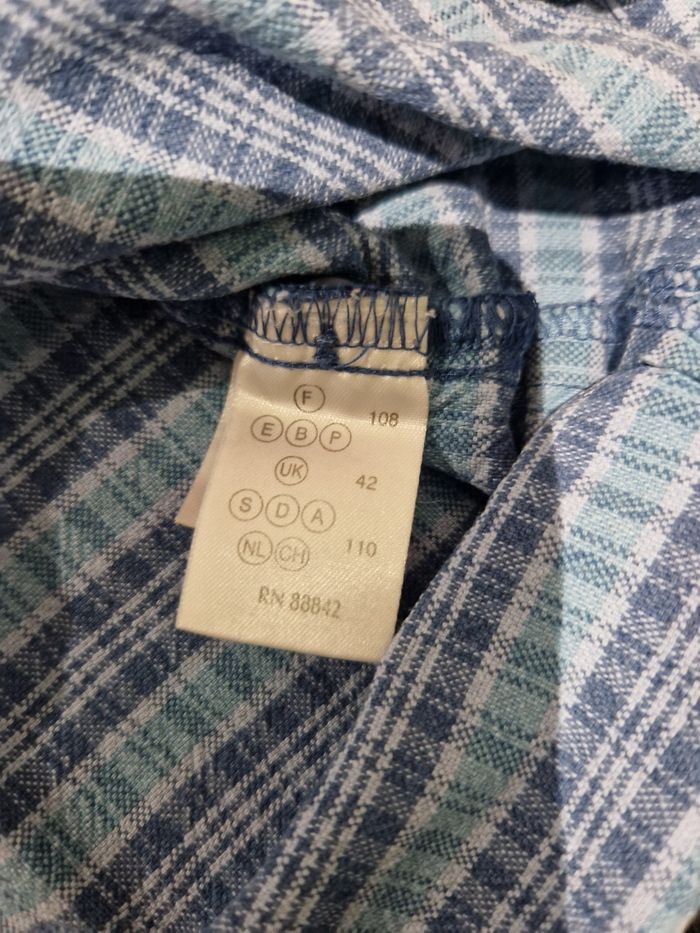 F 108
E B P
UK 42
S D A
NL CH 110
RN 88842